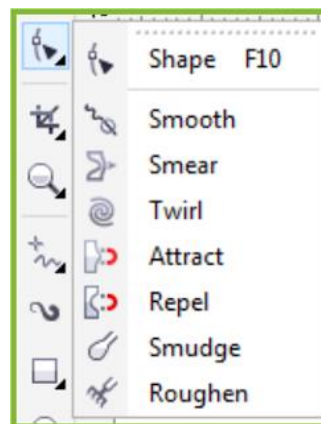 Shape F10
Smooth
Smear
Twirl
Attract
Repel
Smudge
Roughen